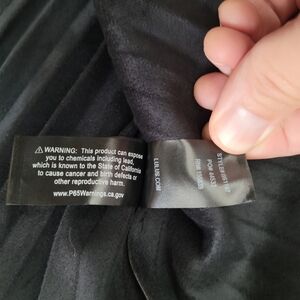 ⚠ WARNING: This product can expose
you to chemicals including lead,
which is known to the State of California
to cause cancer and birth defects or
other reproductive harm.
www.P65Warnings.ca.gov
LULUS.COM